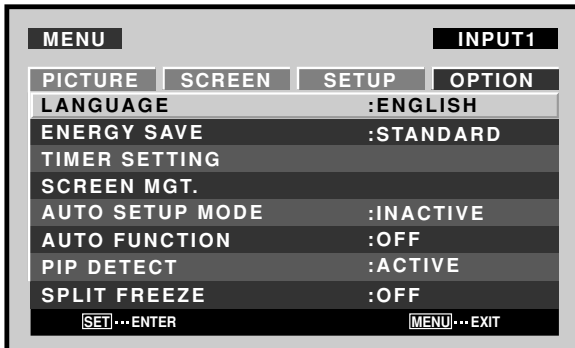 MENU INPUT1
PICTURE SCREEN SETUP OPTION
LANGUAGE :ENGLISH
ENERGY SAVE :STANDARD
TIMER SETTING
SCREEN MGT.
AUTO SETUP MODE :INACTIVE
AUTO FUNCTION :OFF
PIP DETECT :ACTIVE
SPLIT FREEZE :OFF
SET···ENTER MENU···EXIT